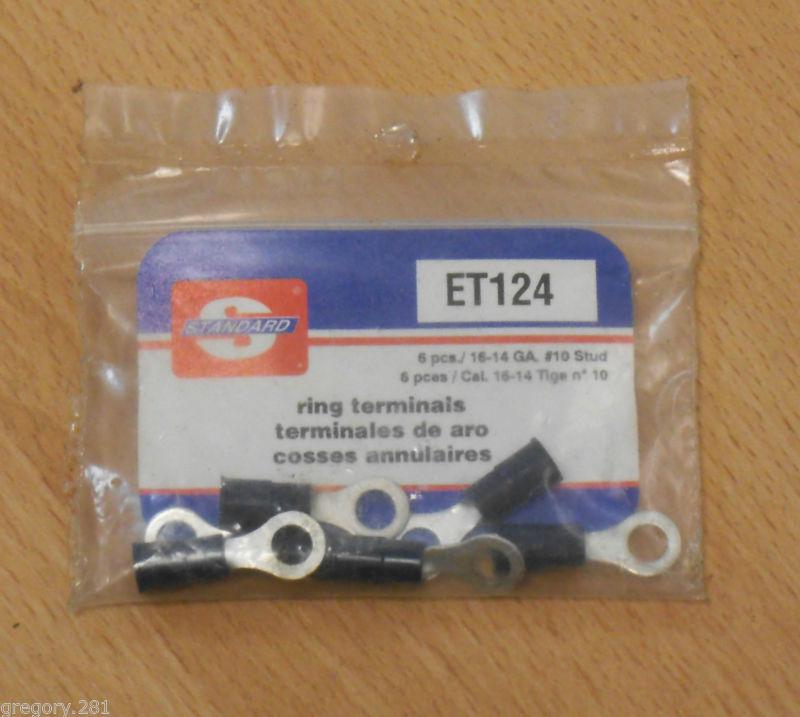 ET124
STANDARD
6 pcs./ 16-14 GA. #10 Stud
6 pces / Cal. 16-14 Tige n° 10
ring terminals
terminales de aro
cosses annulaires
gregory.281